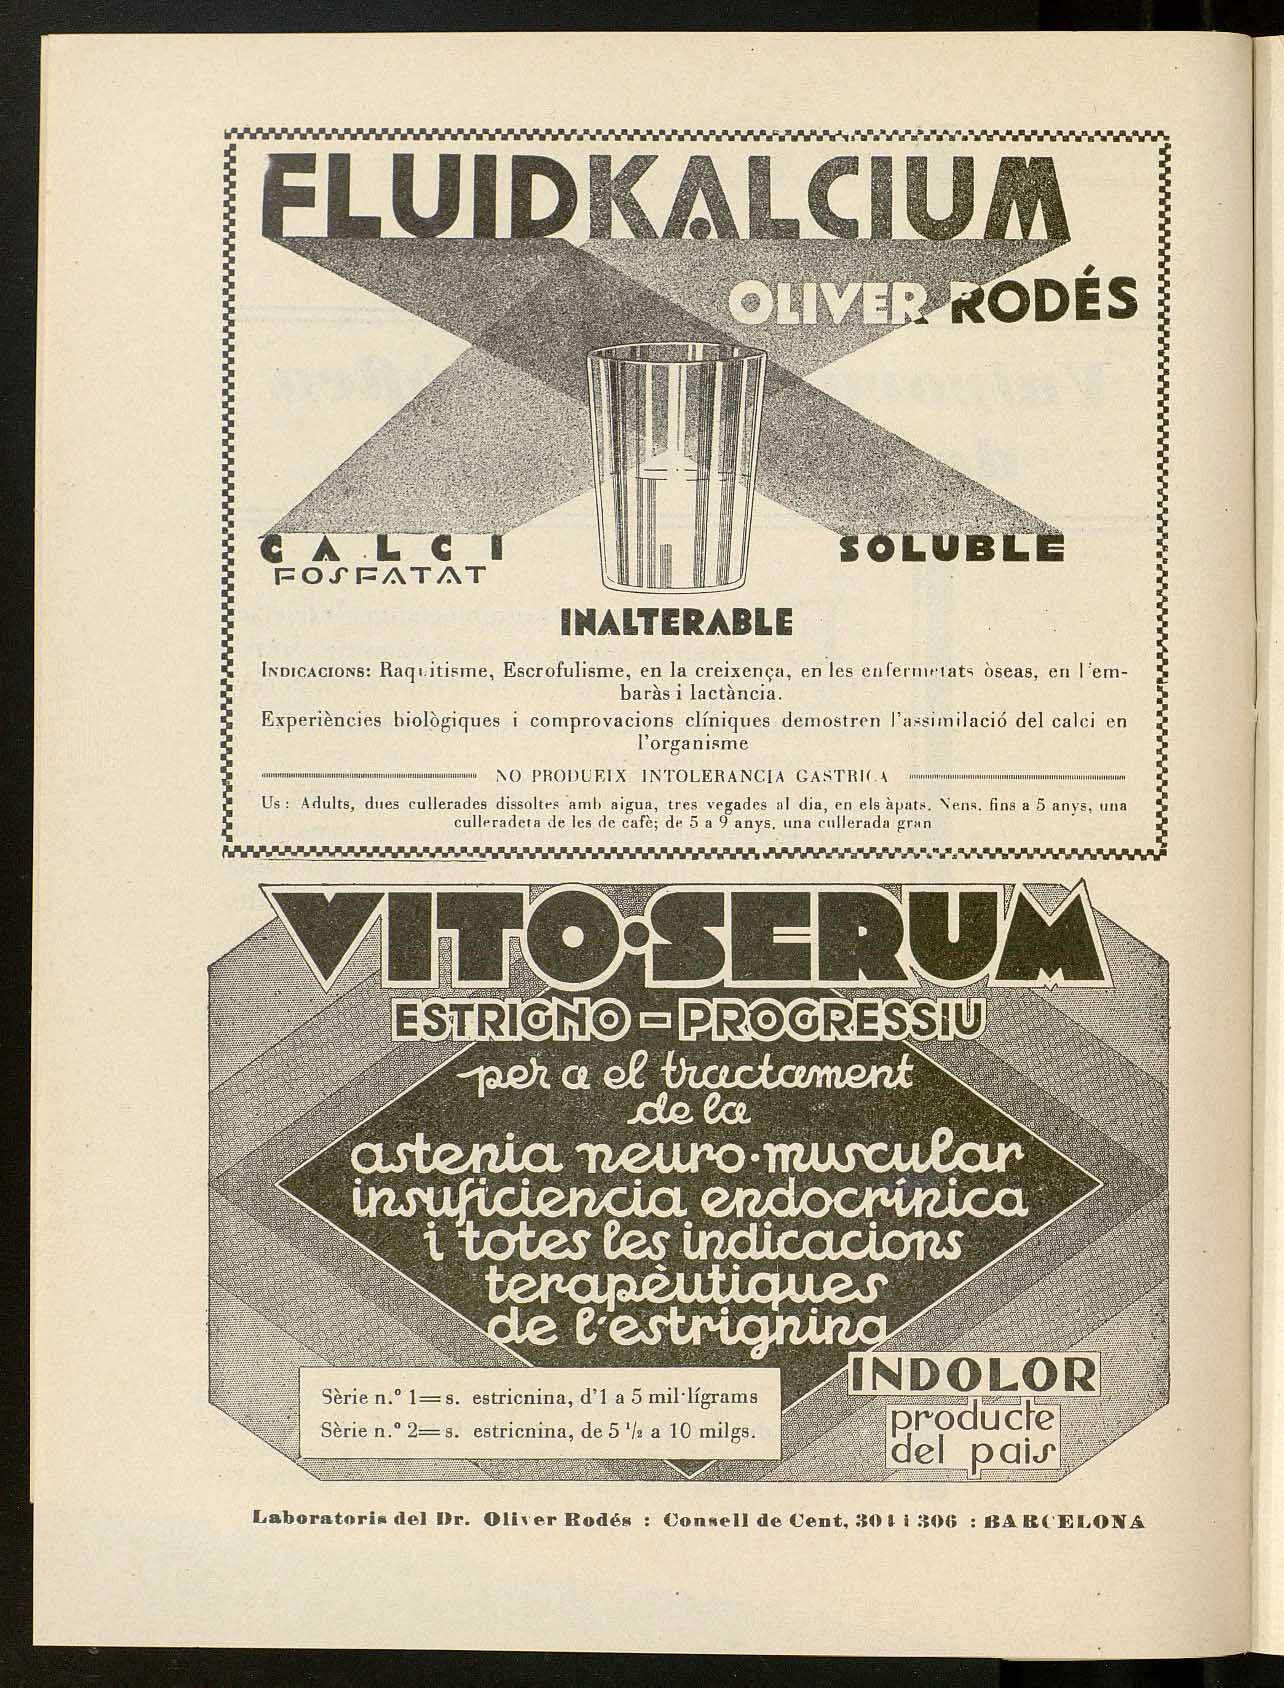 FLUIDKALCIUM
OLIVER RODÉS
CALCI
FOSFATAT
SOLUBLE
INALTERABLE
INDICACIONS: Raquitisme, Escrofulisme, en la creixença, en les enfermetats òseas, en l'em-
baràs i lactància.
Experiències biològiques i comprovacions clíniques demostren l'assimilació del calci en
l'organisme
NO PRODUEIX INTOLERANCIA GASTRICA
Us: Adults, dues cullerades dissoltes amb aigua, tres vegades al dia, en els àpats. Nens, fins a 5 anys, una
culleradeta de les de cafè; de 5 a 9 anys, una cullerada gran
VITO·SERUM
ESTRIGNO-PROGRESSIU
per a el tractament
de la
astenia neuro·muscular
insuficiencia endocrínica
i totes les indicacions
terapèutiques
de l'estrignina
INDOLOR
producte
del pais
Sèrie n.º 1=s. estricnina, d'1 a 5 mil·lígrams
Sèrie n.º 2=s. estricnina, de 5 1/2 a 10 milgs.
Laboratoris del Dr. Oliver Rodés : Consell de Cent, 304 i 306 : BARCELONA